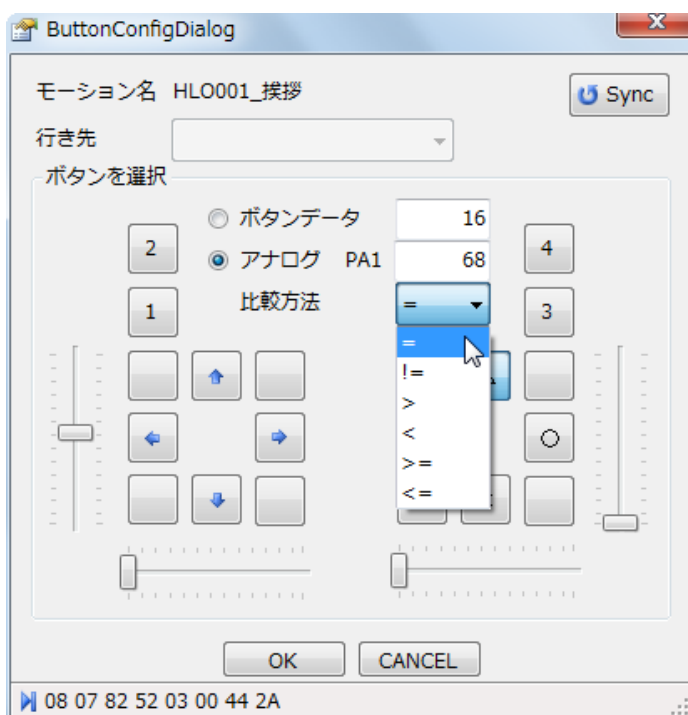 ButtonConfigDialog
モーション名 HLO001_挨拶
Sync
行き先
ボタンを選択
ボタンデータ 16
アナログ PA1 68
比較方法 =
2
4
1
3
=
!=
>
<
>=
<=
OK
CANCEL
08 07 82 52 03 00 44 2A